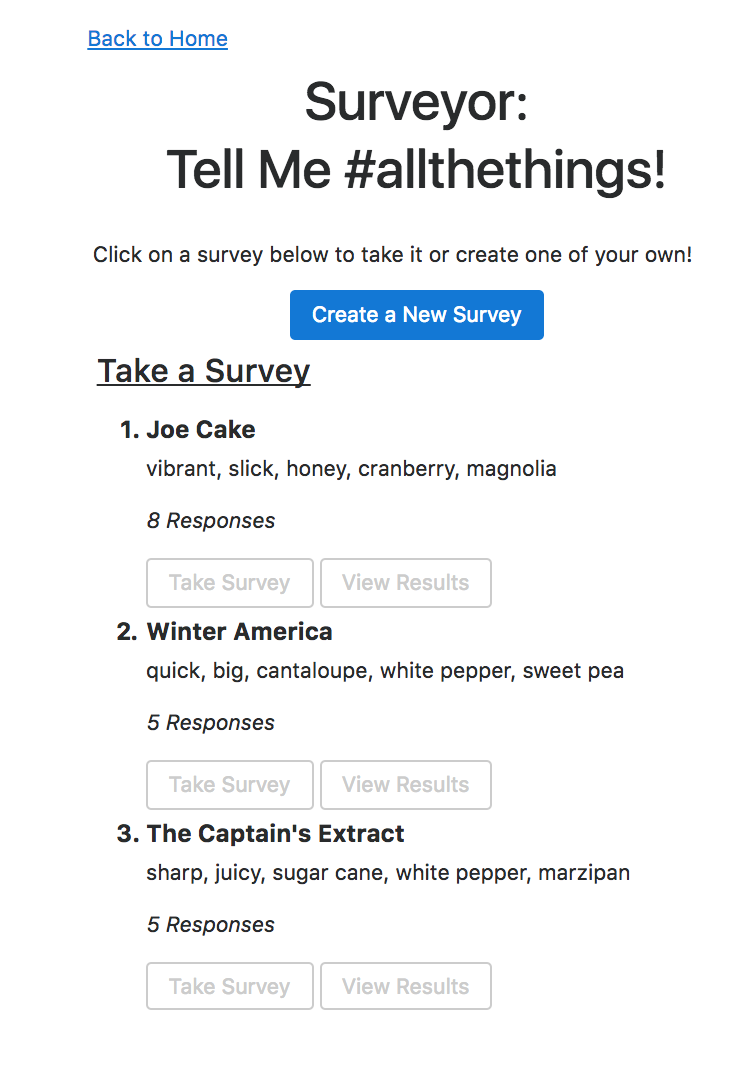 Back to Home
Surveyor:
Tell Me #allthethings!
Click on a survey below to take it or create one of your own!
Create a New Survey
Take a Survey
1. Joe Cake
vibrant, slick, honey, cranberry, magnolia
8 Responses
Take Survey View Results
2. Winter America
quick, big, cantaloupe, white pepper, sweet pea
5 Responses
Take Survey View Results
3. The Captain's Extract
sharp, juicy, sugar cane, white pepper, marzipan
5 Responses
Take Survey View Results